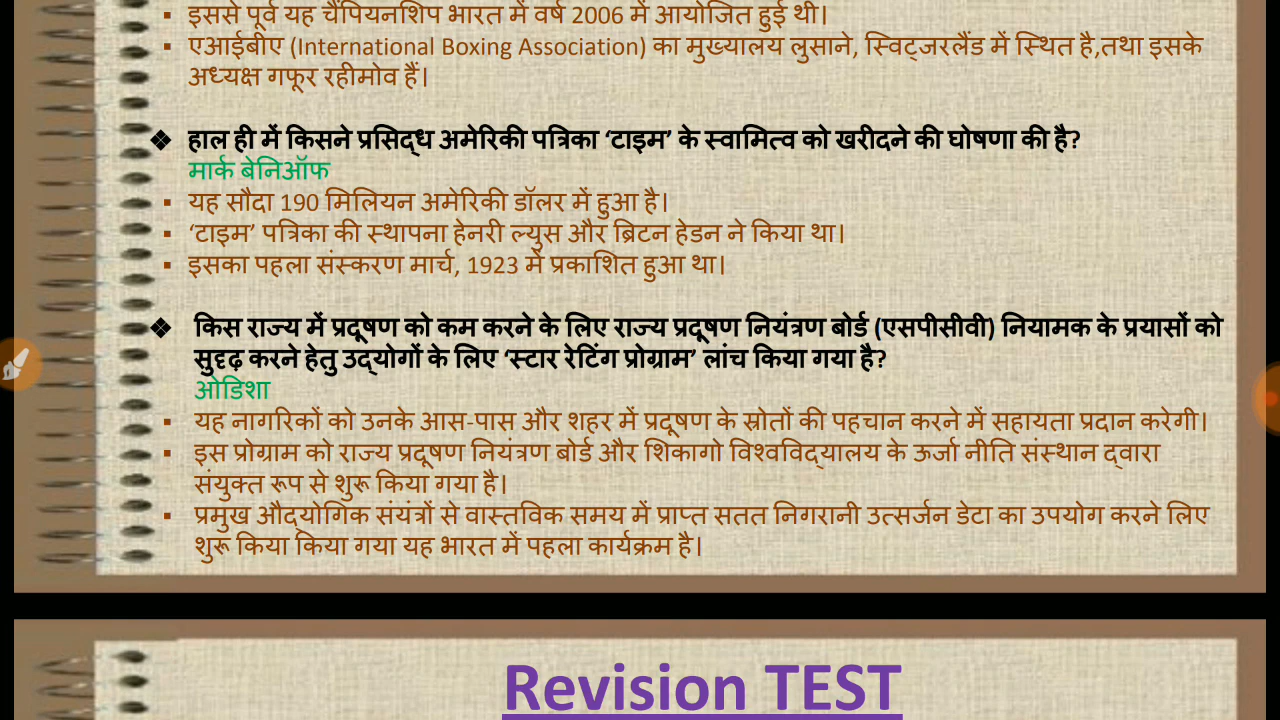 ▪ इससे पूर्व यह चैंपियनशिप भारत में वर्ष 2006 में आयोजित हुई थी।
▪ एआईबीए (International Boxing Association) का मुख्यालय लुसाने, स्विट्जरलैंड में स्थित है,तथा इसके
अध्यक्ष गफूर रहीमोव हैं।
❖ हाल ही में किसने प्रसिद्ध अमेरिकी पत्रिका ‘टाइम’ के स्वामित्व को खरीदने की घोषणा की है?
मार्क बेनिऑफ
▪ यह सौदा 190 मिलियन अमेरिकी डॉलर में हुआ है।
▪ ‘टाइम’ पत्रिका की स्थापना हेनरी ल्युस और ब्रिटन हेडन ने किया था।
▪ इसका पहला संस्करण मार्च, 1923 में प्रकाशित हुआ था।
❖ किस राज्य में प्रदूषण को कम करने के लिए राज्य प्रदूषण नियंत्रण बोर्ड (एसपीसीवी) नियामक के प्रयासों को
सुदृढ़ करने हेतु उद्योगों के लिए ‘स्टार रेटिंग प्रोग्राम’ लांच किया गया है?
ओडिशा
▪ यह नागरिकों को उनके आस-पास और शहर में प्रदूषण के स्रोतों की पहचान करने में सहायता प्रदान करेगी।
▪ इस प्रोग्राम को राज्य प्रदूषण नियंत्रण बोर्ड और शिकागो विश्वविद्यालय के ऊर्जा नीति संस्थान द्वारा
संयुक्त रूप से शुरू किया गया है।
▪ प्रमुख औद्योगिक संयंत्रों से वास्तविक समय में प्राप्त सतत निगरानी उत्सर्जन डेटा का उपयोग करने लिए
शुरू किया किया गया यह भारत में पहला कार्यक्रम है।
Revision TEST